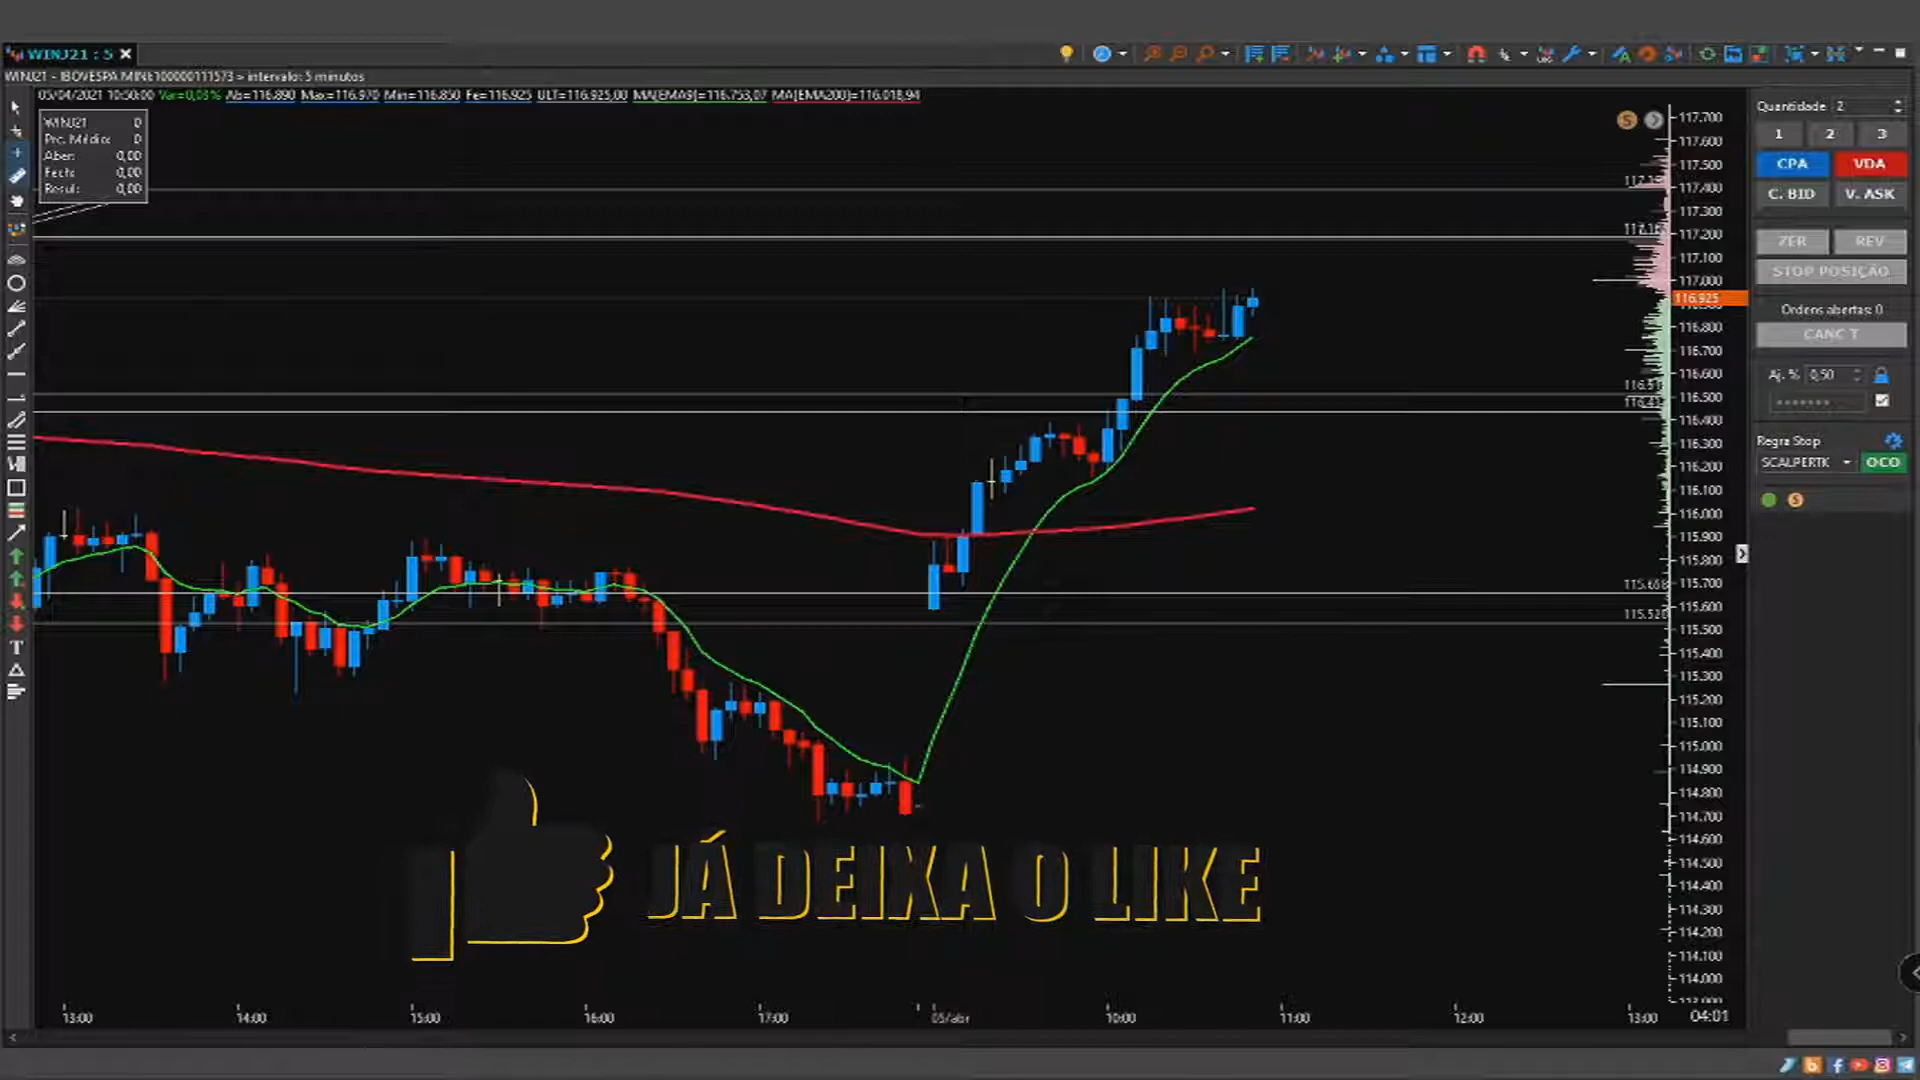 WINJ21 : 5
WINJ21 - IBOVESPA MINI:100000111573 > intervalo: 5 minutos
05/04/2021 10:50:00 Var=0,03% Ab=116.890 Max=116.970 Min=116.850 Fe=116.925 ULT=116.925,00 MA[EMA9]=116.753,07 MA[EMA200]=116.018,94
WINJ21 0
Prc. Médio: 0
Aber: 0,00
Fech: 0,00
Resul: 0,00
117.700
117.600
117.500
117.400
117.300
117.200
117.100
117.000
116.925
116.800
116.700
116.600
116.500
116.400
116.300
116.200
116.100
116.000
115.900
115.800
115.700
115.600
115.500
115.400
115.300
115.200
115.100
115.000
114.900
114.800
114.700
114.600
114.500
114.400
114.300
114.200
114.100
114.000
Quantidade 2
1 2 3
CPA VDA
C. BID V. ASK
ZER REV
STOP POSIÇÃO
Ordens abertas: 0
CANC T
Aj. % 0,50
Regra Stop
SCALPERTK OCO
JÁ DEIXA O LIKE
13:00 14:00 15:00 16:00 17:00 05/abr 10:00 11:00 12:00 13:00 04:01